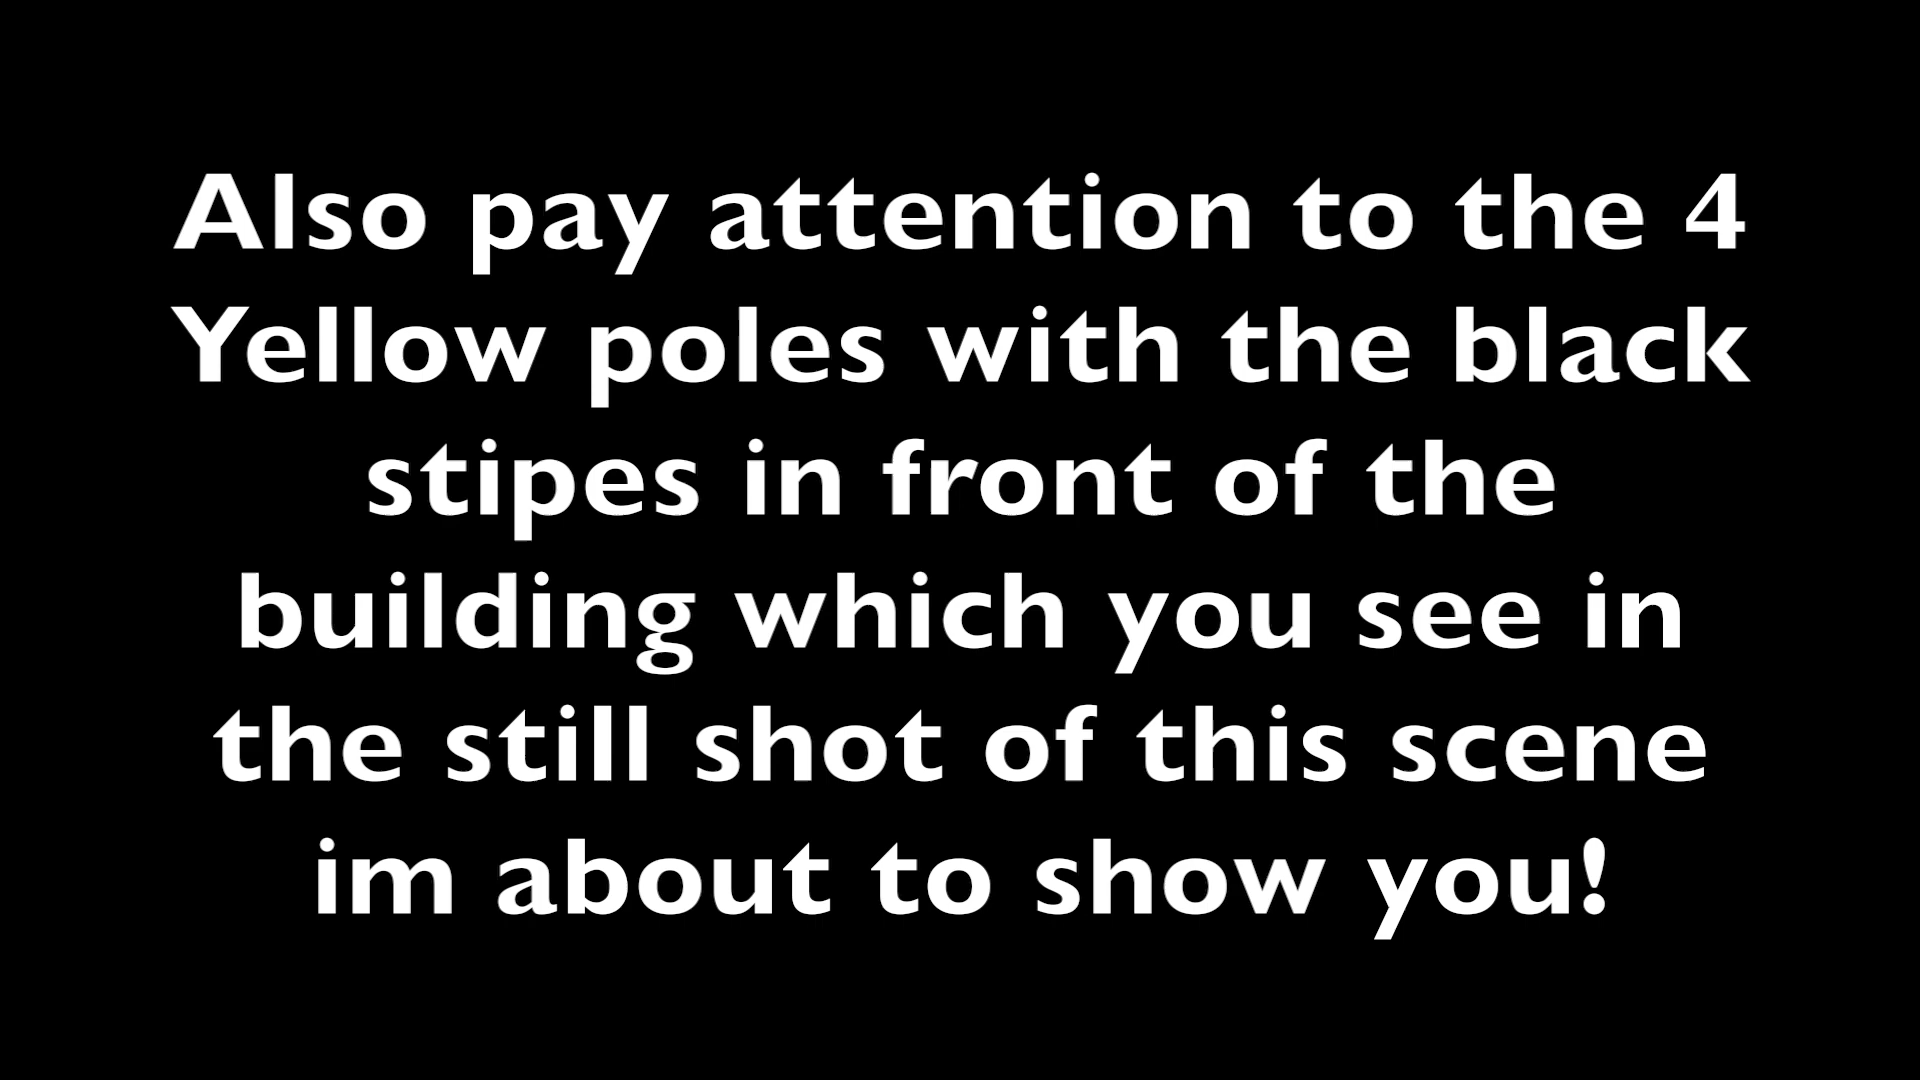 Also pay attention to the 4
Yellow poles with the black
stipes in front of the
building which you see in
the still shot of this scene
im about to show you!